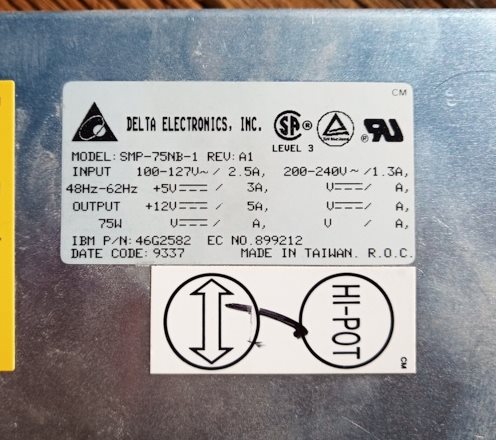 CM
DELTA ELECTRONICS, INC. SA ® LEVEL 3 ® RU
MODEL: SMP-75NB-1 REV: A1
INPUT 100-127V~/ 2.5A, 200-240V~/1.3A,
48Hz-62Hz +5V⎓/ 3A, V⎓/ A,
OUTPUT +12V⎓/ 5A, V⎓/ A,
75W V⎓/ A, V / A,
IBM P/N: 46G2582 EC NO.899212
DATE CODE: 9337 MADE IN TAIWAN. R.O.C.
HI-POT
CM